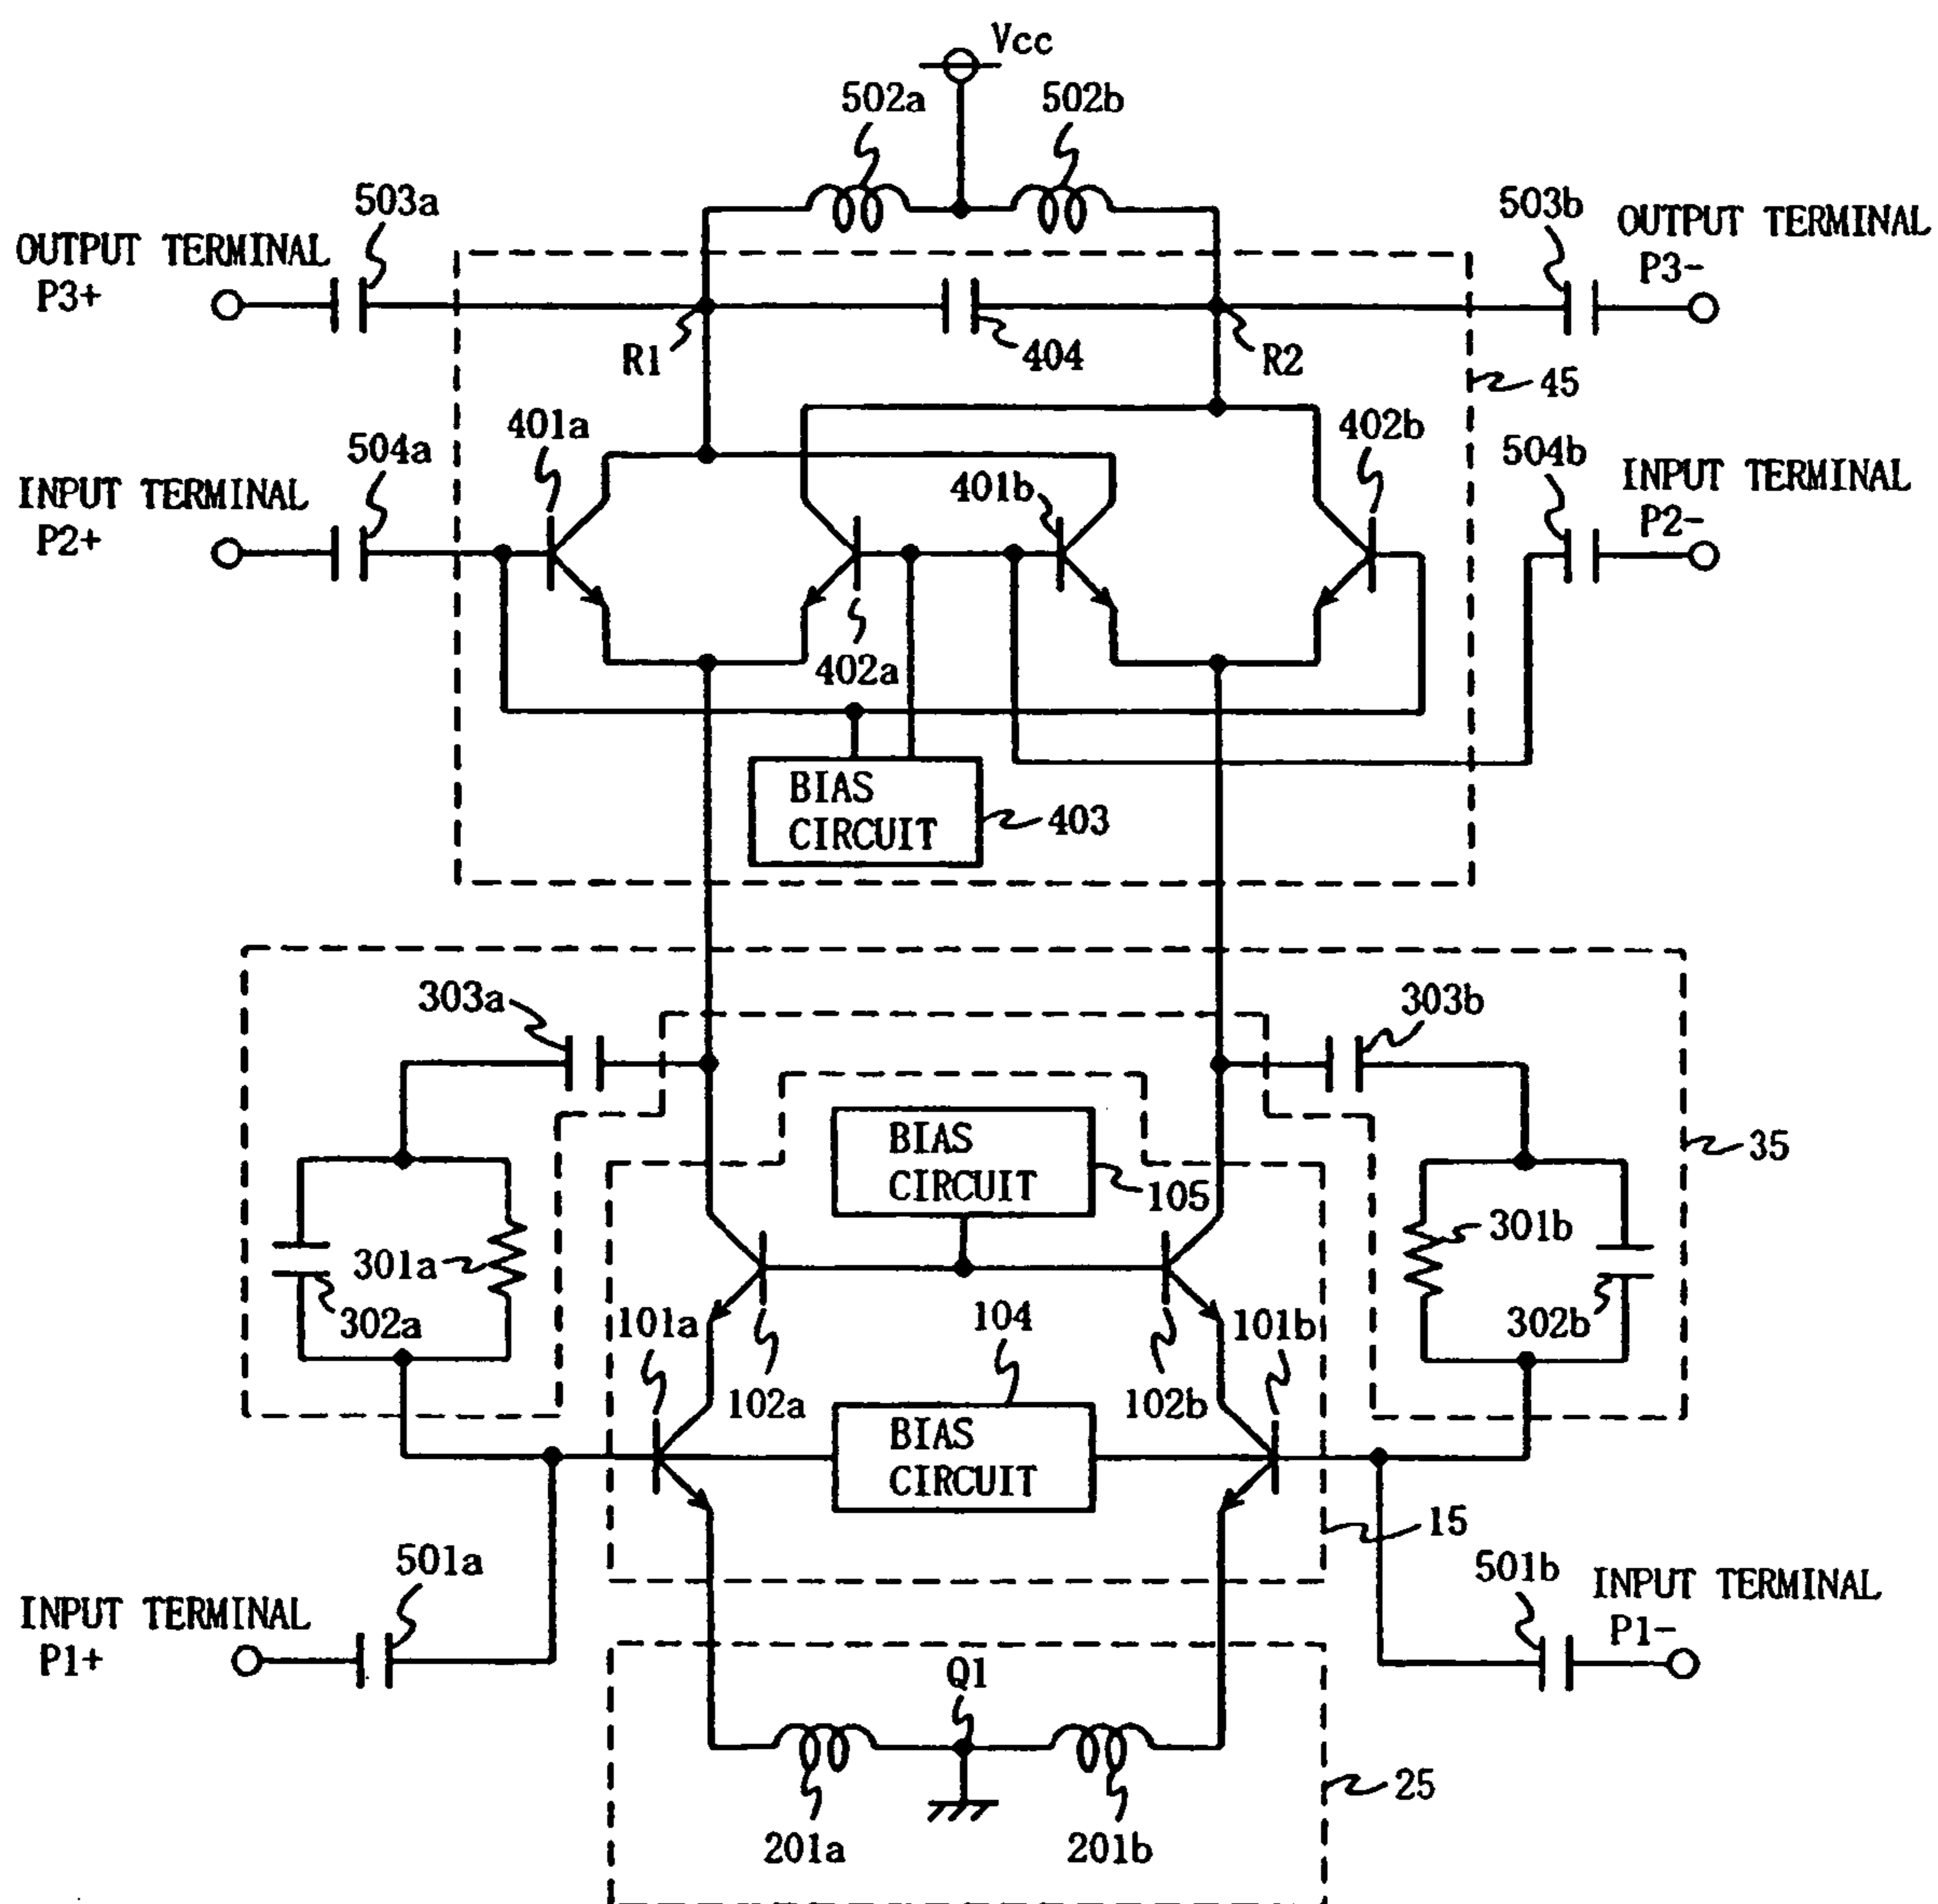 Vcc
502a
502b
503a
503b
OUTPUT TERMINAL
P3+
OUTPUT TERMINAL
P3-
R1
404
R2
45
401a
402b
504a
504b
INPUT TERMINAL
P2+
401b
INPUT TERMINAL
P2-
402a
BIAS
CIRCUIT
403
303a
303b
BIAS
CIRCUIT
105
35
301a
301b
302a
302b
101a
104
101b
102a
102b
BIAS
CIRCUIT
15
501a
501b
INPUT TERMINAL
P1+
INPUT TERMINAL
P1-
Q1
25
201a
201b